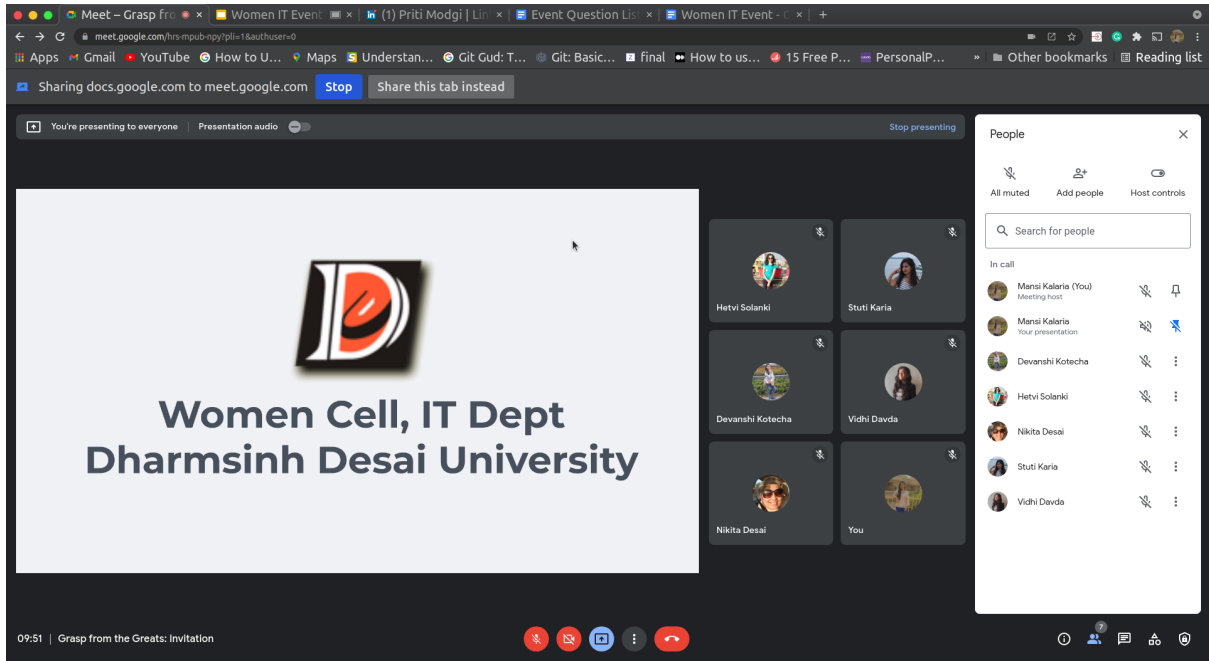 Meet – Grasp fro
Women IT Event
(1) Priti Modgi | Lin
Event Question Lis
Women IT Event - G
meet.google.com/hrs-mpub-npy?pli=1&authuser=0
Apps
Gmail
YouTube
How to U...
Maps
Understan...
Git Gud: T...
Git: Basic...
final
How to us...
15 Free P...
PersonalP...
»
Other bookmarks
Reading list
Sharing docs.google.com to meet.google.com
Stop
Share this tab instead
You're presenting to everyone
Presentation audio
Stop presenting
Women Cell, IT Dept
Dharmsinh Desai University
Hetvi Solanki
Stuti Karia
Devanshi Kotecha
Vidhi Davda
Nikita Desai
You
People
All muted
Add people
Host controls
Search for people
In call
Mansi Kalaria (You)
Meeting host
Mansi Kalaria
Your presentation
Devanshi Kotecha
Hetvi Solanki
Nikita Desai
Stuti Karia
Vidhi Davda
09:51 | Grasp from the Greats: Invitation
7